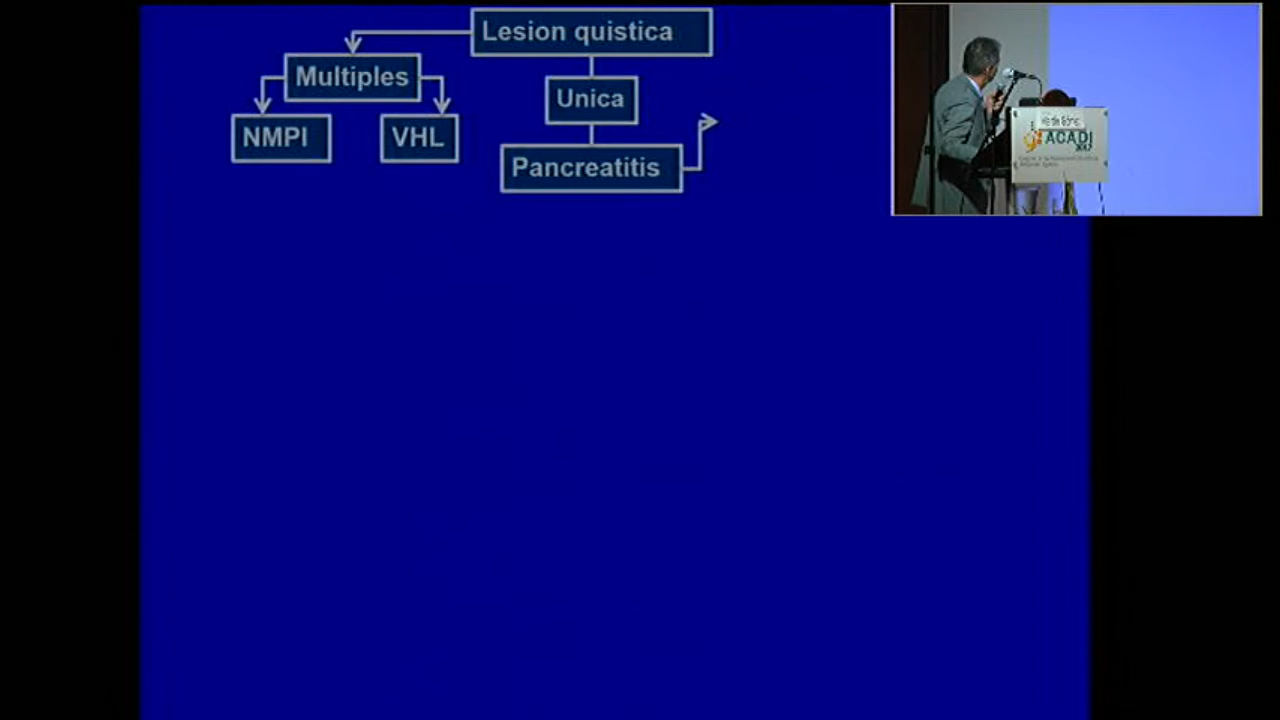 Lesion quistica
Multiples
Unica
NMPI
VHL
Pancreatitis
ACADI